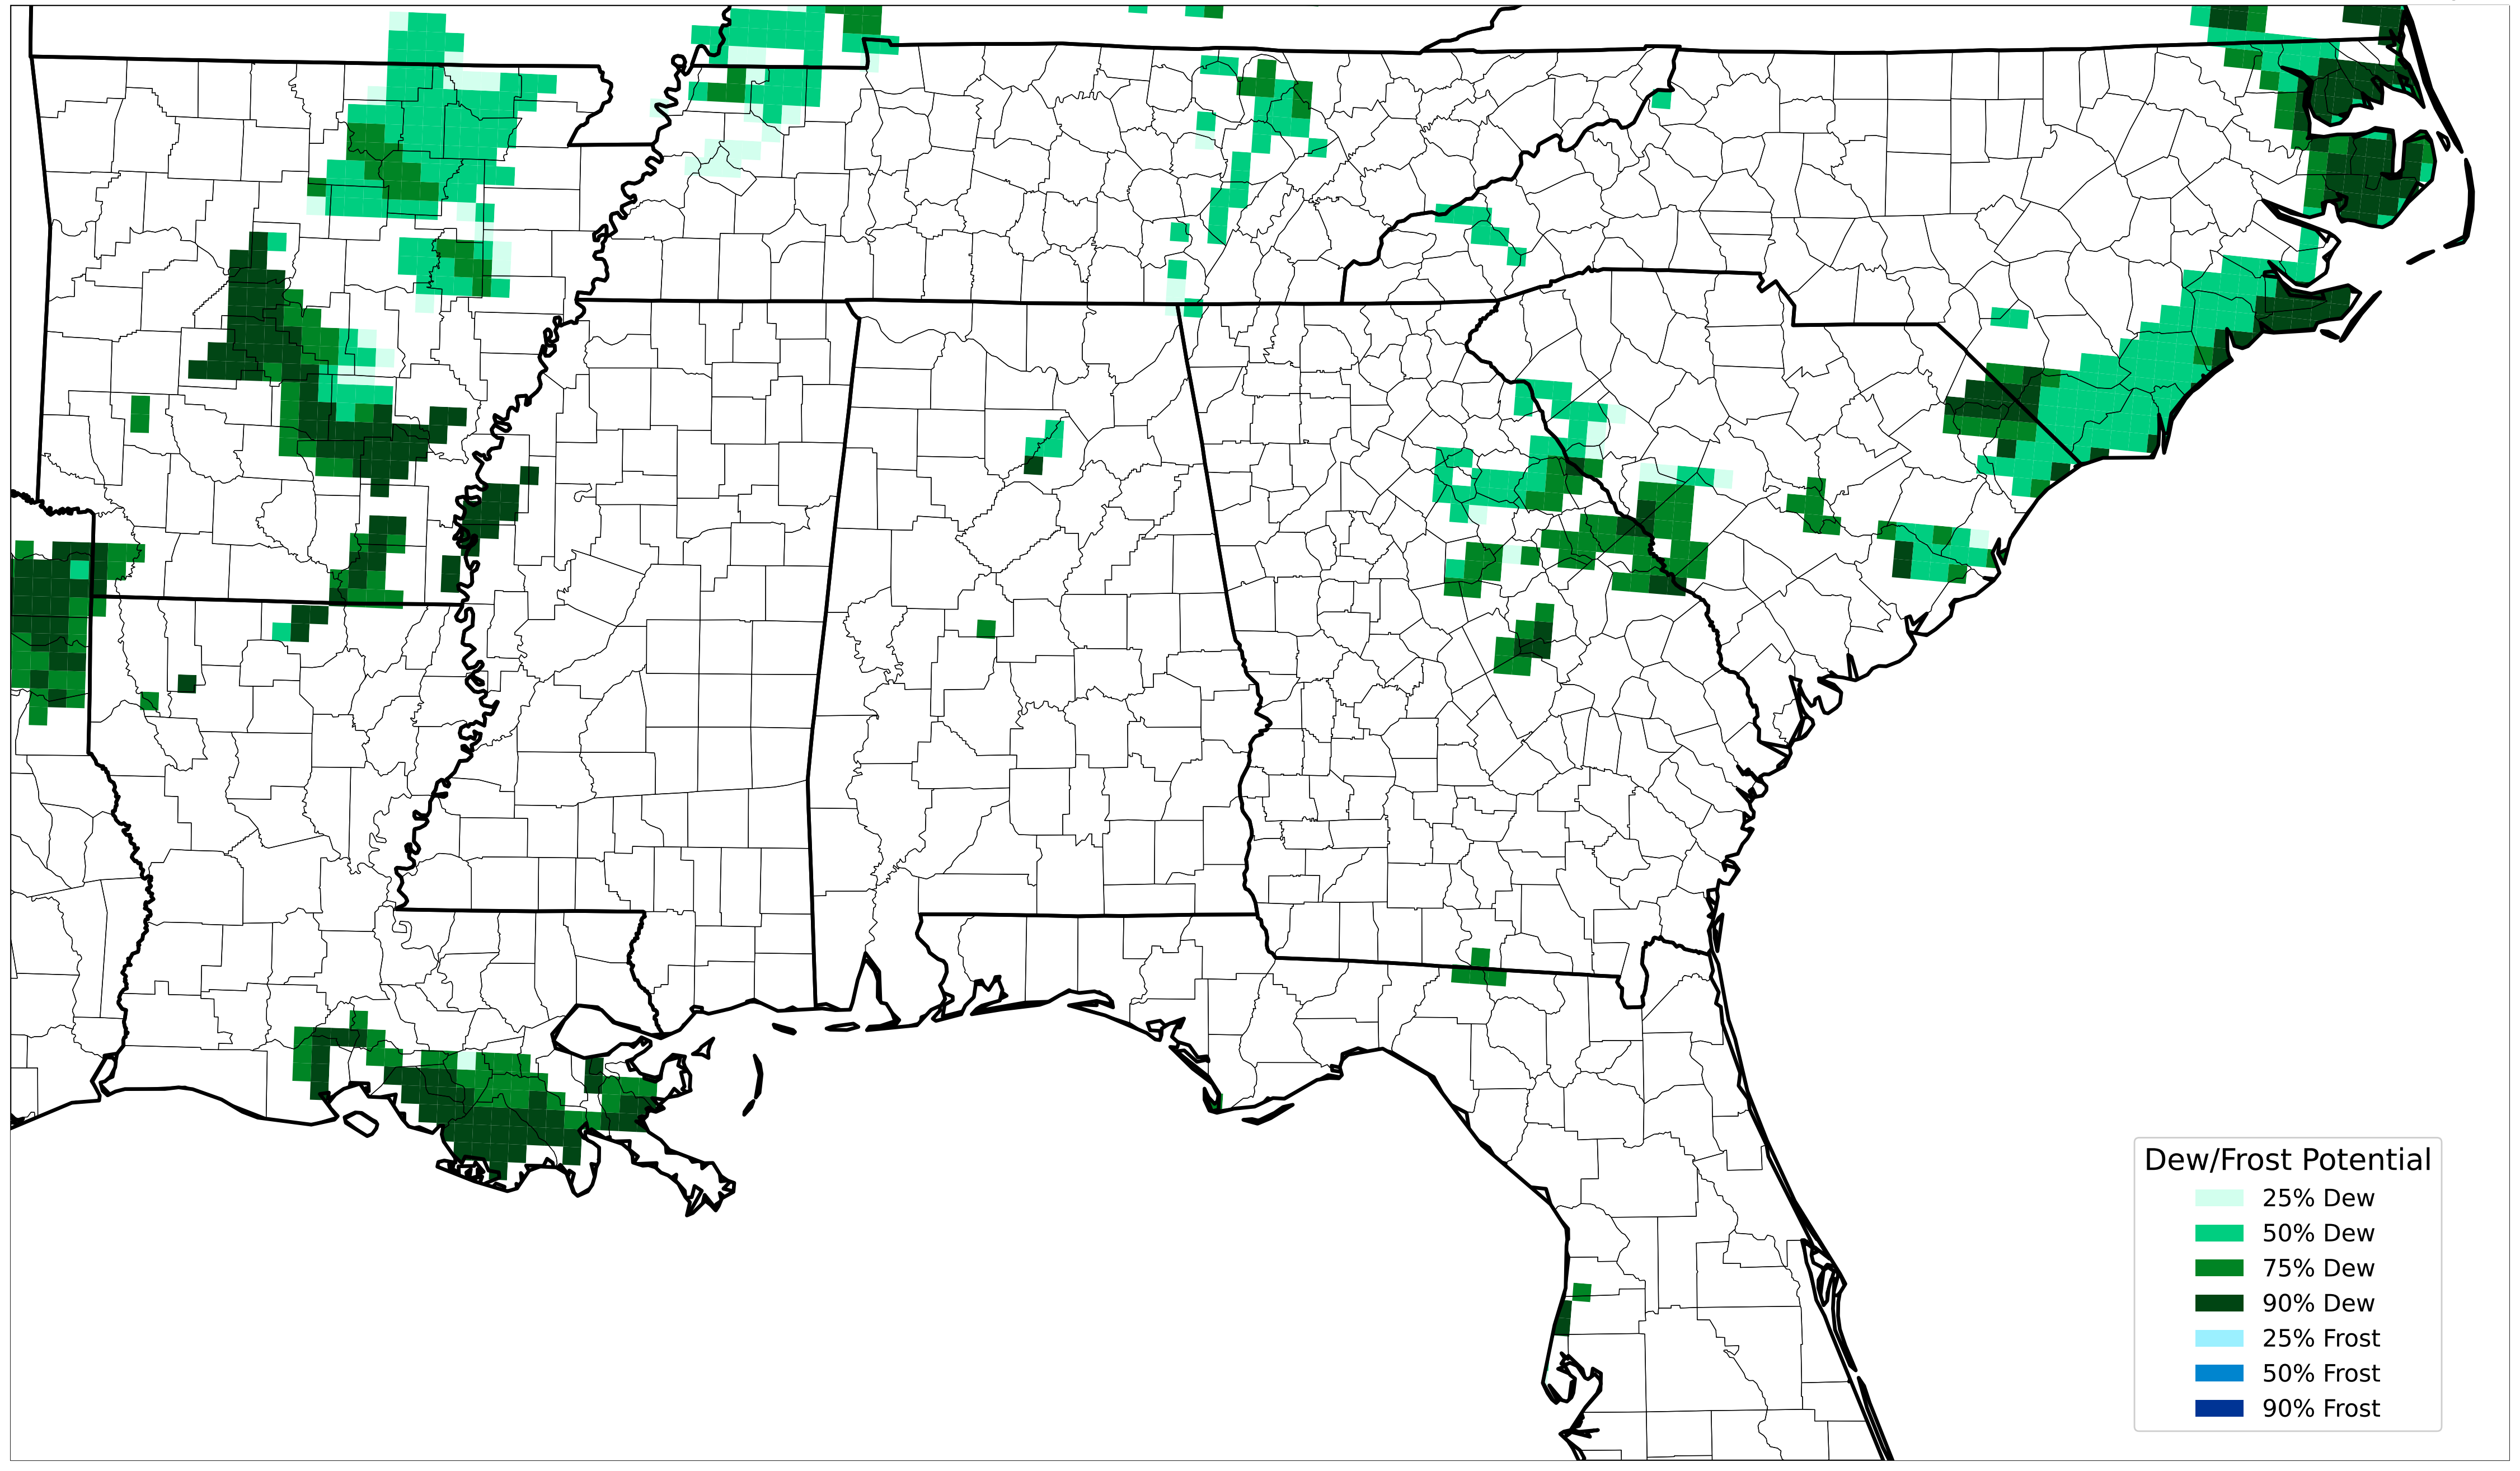 Dew/Frost Potential
25% Dew
50% Dew
75% Dew
90% Dew
25% Frost
50% Frost
90% Frost